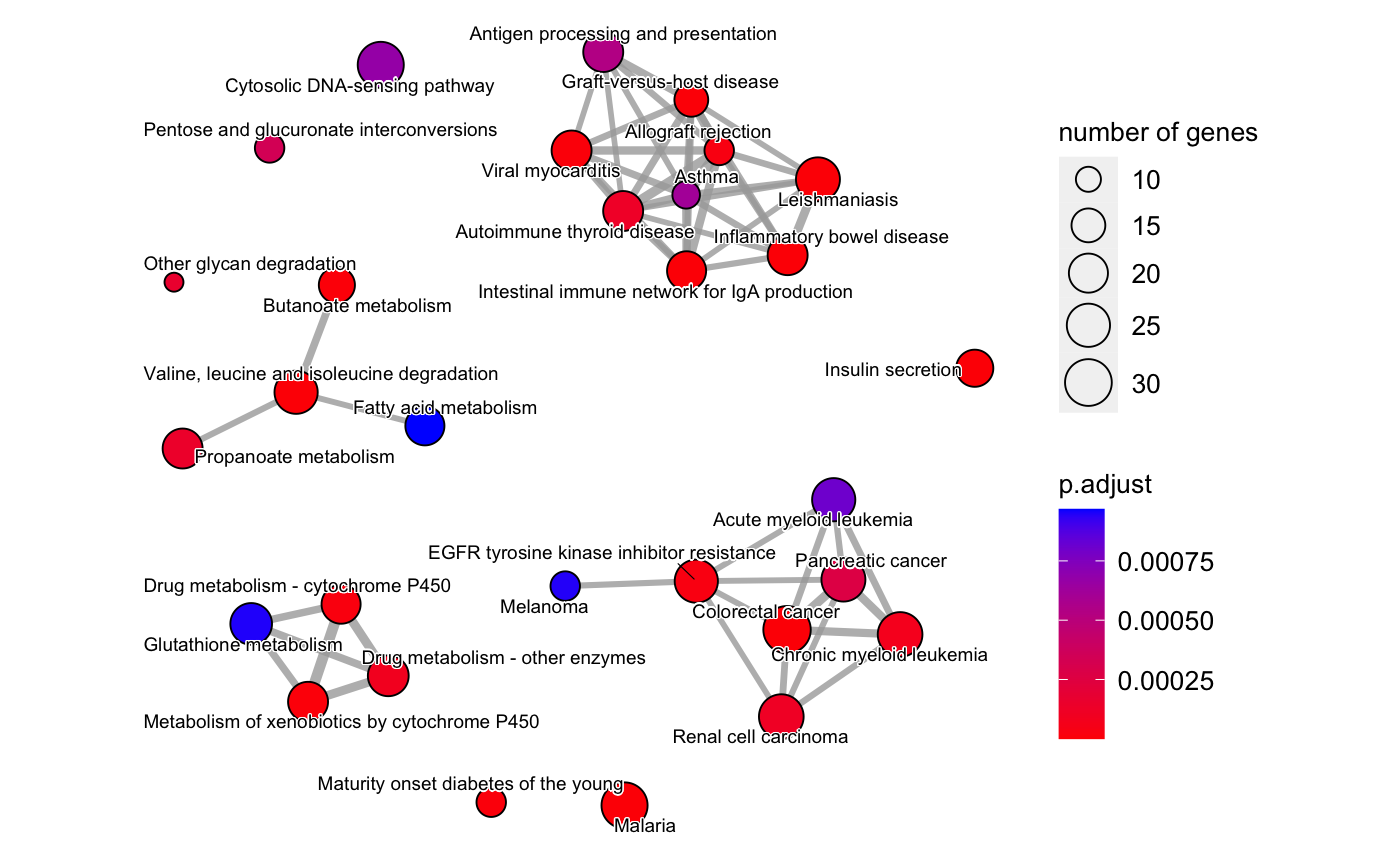 Antigen processing and presentation
Cytosolic DNA-sensing pathway
Graft-versus-host disease
Pentose and glucuronate interconversions
Allograft rejection
Viral myocarditis
Asthma
Leishmaniasis
Autoimmune thyroid disease
Inflammatory bowel disease
Other glycan degradation
Butanoate metabolism
Intestinal immune network for IgA production
Insulin secretion
Valine, leucine and isoleucine degradation
Fatty acid metabolism
Propanoate metabolism
Acute myeloid leukemia
EGFR tyrosine kinase inhibitor resistance
Pancreatic cancer
Drug metabolism - cytochrome P450
Melanoma
Colorectal cancer
Glutathione metabolism
Drug metabolism - other enzymes
Chronic myeloid leukemia
Metabolism of xenobiotics by cytochrome P450
Renal cell carcinoma
Maturity onset diabetes of the young
Malaria
number of genes
10
15
20
25
30
p.adjust
0.00075
0.00050
0.00025